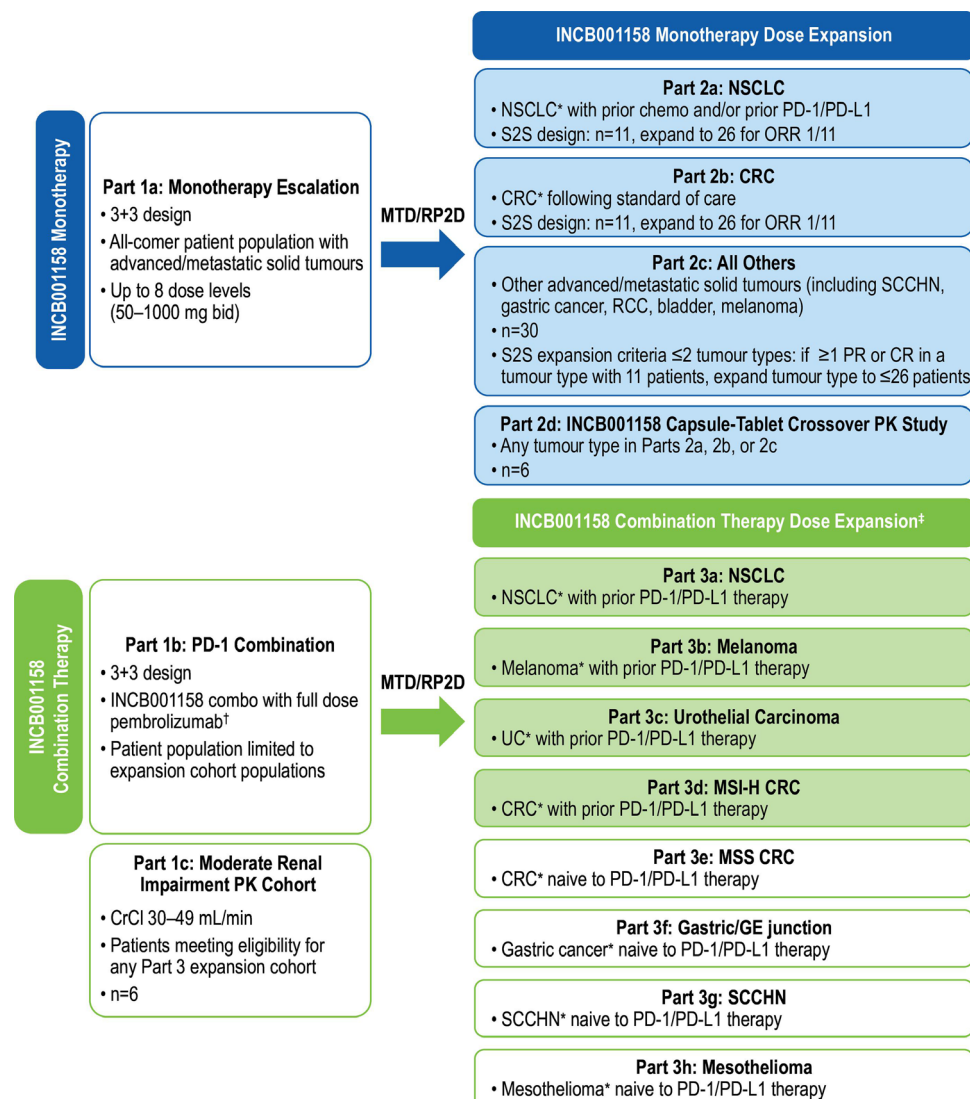 INCB001158 Monotherapy
Part 1a: Monotherapy Escalation
• 3+3 design
• All-comer patient population with
advanced/metastatic solid tumours
• Up to 8 dose levels
(50–1000 mg bid)
MTD/RP2D
INCB001158 Monotherapy Dose Expansion
Part 2a: NSCLC
• NSCLC* with prior chemo and/or prior PD-1/PD-L1
• S2S design: n=11, expand to 26 for ORR 1/11
Part 2b: CRC
• CRC* following standard of care
• S2S design: n=11, expand to 26 for ORR 1/11
Part 2c: All Others
• Other advanced/metastatic solid tumours (including SCCHN,
gastric cancer, RCC, bladder, melanoma)
• n=30
• S2S expansion criteria ≤2 tumour types: if ≥1 PR or CR in a
tumour type with 11 patients, expand tumour type to ≤26 patients
Part 2d: INCB001158 Capsule-Tablet Crossover PK Study
• Any tumour type in Parts 2a, 2b, or 2c
• n=6
INCB001158
Combination Therapy
Part 1b: PD-1 Combination
• 3+3 design
• INCB001158 combo with full dose
pembrolizumab†
• Patient population limited to
expansion cohort populations
MTD/RP2D
Part 1c: Moderate Renal
Impairment PK Cohort
• CrCl 30–49 mL/min
• Patients meeting eligibility for
any Part 3 expansion cohort
• n=6
INCB001158 Combination Therapy Dose Expansion‡
Part 3a: NSCLC
• NSCLC* with prior PD-1/PD-L1 therapy
Part 3b: Melanoma
• Melanoma* with prior PD-1/PD-L1 therapy
Part 3c: Urothelial Carcinoma
• UC* with prior PD-1/PD-L1 therapy
Part 3d: MSI-H CRC
• CRC* with prior PD-1/PD-L1 therapy
Part 3e: MSS CRC
• CRC* naive to PD-1/PD-L1 therapy
Part 3f: Gastric/GE junction
• Gastric cancer* naive to PD-1/PD-L1 therapy
Part 3g: SCCHN
• SCCHN* naive to PD-1/PD-L1 therapy
Part 3h: Mesothelioma
• Mesothelioma* naive to PD-1/PD-L1 therapy